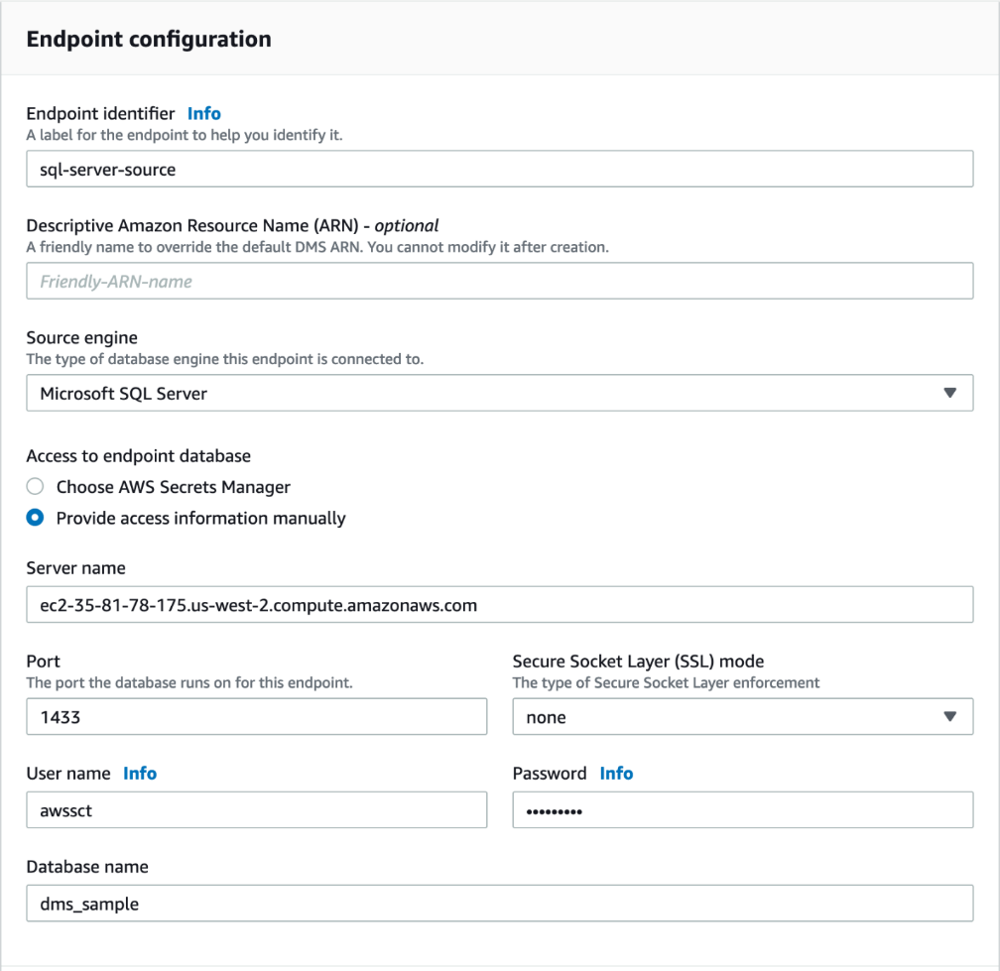 Endpoint configuration
Endpoint identifier Info
A label for the endpoint to help you identify it.
sql-server-source
Descriptive Amazon Resource Name (ARN) - optional
A friendly name to override the default DMS ARN. You cannot modify it after creation.
Friendly-ARN-name
Source engine
The type of database engine this endpoint is connected to.
Microsoft SQL Server
Access to endpoint database
Choose AWS Secrets Manager
Provide access information manually
Server name
ec2-35-81-78-175.us-west-2.compute.amazonaws.com
Port
The port the database runs on for this endpoint.
1433
Secure Socket Layer (SSL) mode
The type of Secure Socket Layer enforcement
none
User name Info
awssct
Password Info
•••••••••
Database name
dms_sample